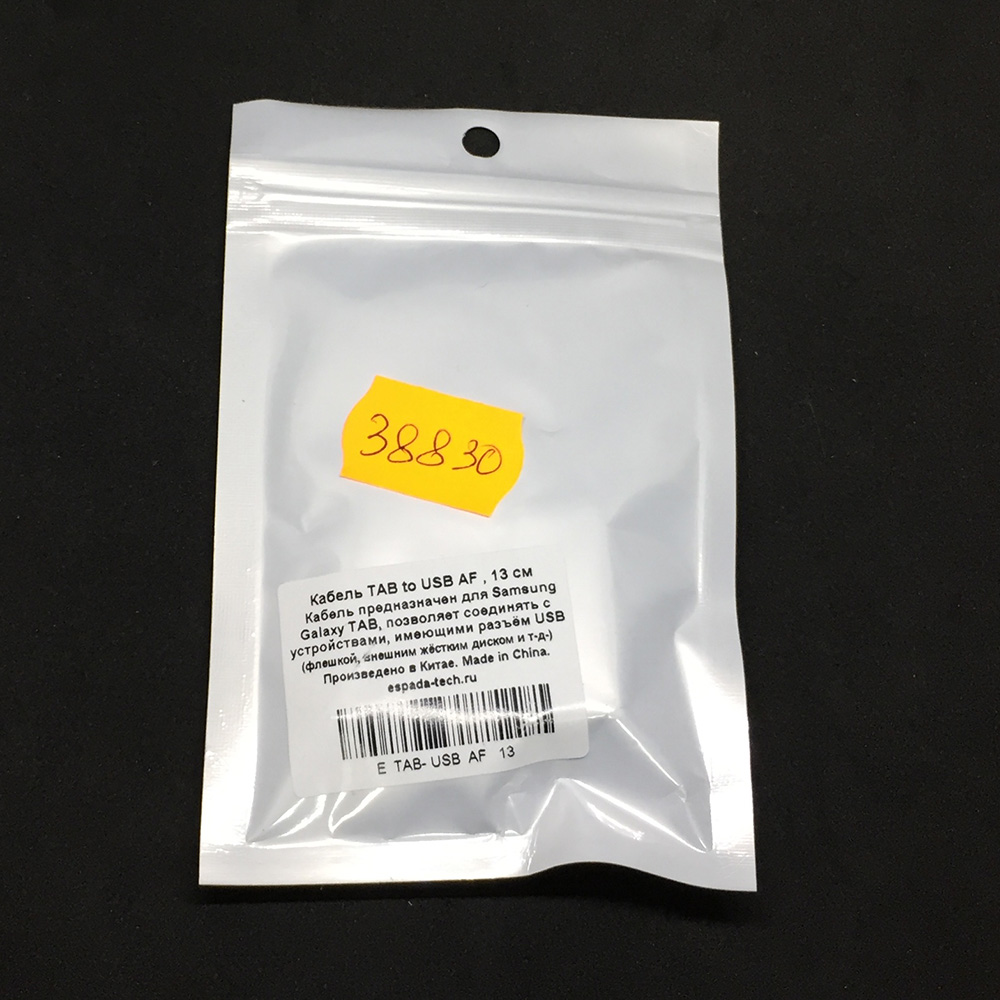 38830
Кабель TAB to USB AF , 13 см
Кабель предназначен для Samsung
Galaxy TAB, позволяет соединять с
устройствами, имеющими разъём USB
(флешкой, внешним жёстким диском и т-д-)
Произведено в Китае. Made in China.
espada-tech.ru
E TAB- USB AF 13